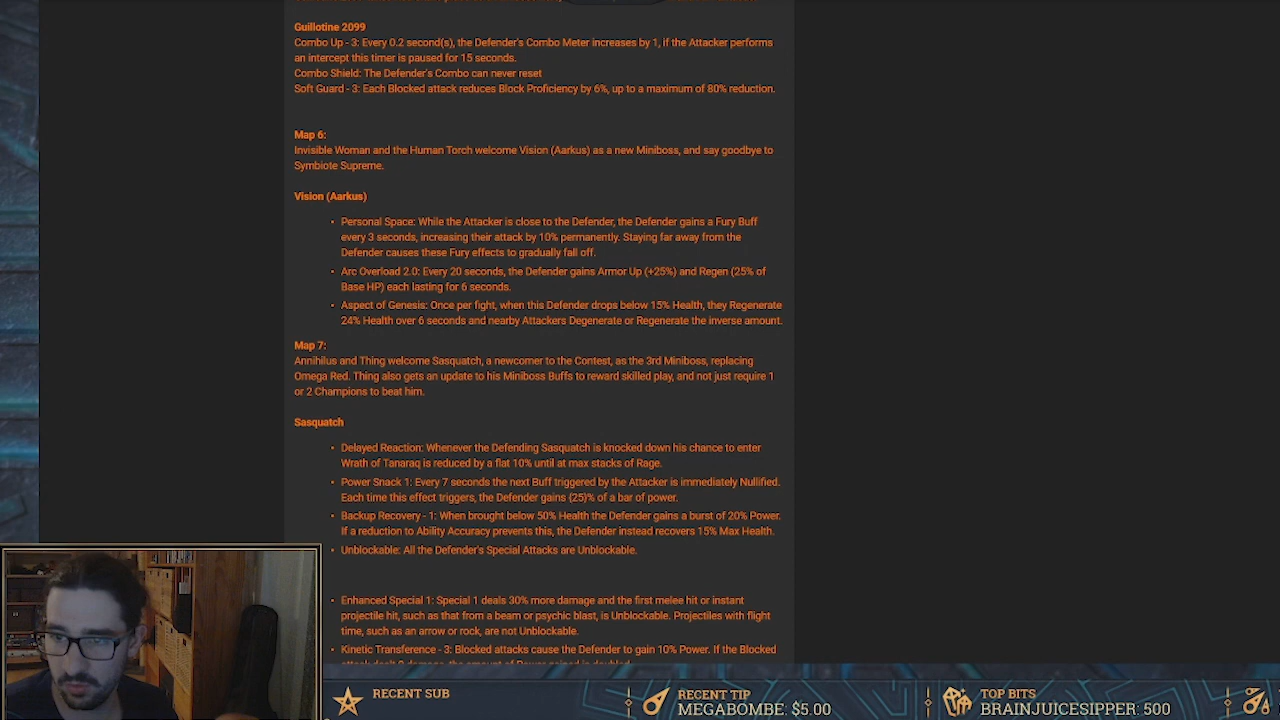 Guillotine 2099
Combo Up - 3: Every 0.2 second(s), the Defender's Combo Meter increases by 1, if the Attacker performs
an intercept this timer is paused for 15 seconds.
Combo Shield: The Defender's Combo can never reset
Soft Guard - 3: Each Blocked attack reduces Block Proficiency by 6%, up to a maximum of 80% reduction.
Map 6:
Invisible Woman and the Human Torch welcome Vision (Aarkus) as a new Miniboss, and say goodbye to
Symbiote Supreme.
Vision (Aarkus)
• Personal Space: While the Attacker is close to the Defender, the Defender gains a Fury Buff
every 3 seconds, increasing their attack by 10% permanently. Staying far away from the
Defender causes these Fury effects to gradually fall off.
• Arc Overload 2.0: Every 20 seconds, the Defender gains Armor Up (+25%) and Regen (25% of
Base HP) each lasting for 6 seconds.
• Aspect of Genesis: Once per fight, when this Defender drops below 15% Health, they Regenerate
24% Health over 6 seconds and nearby Attackers Degenerate or Regenerate the inverse amount.
Map 7:
Annihilus and Thing welcome Sasquatch, a newcomer to the Contest, as the 3rd Miniboss, replacing
Omega Red. Thing also gets an update to his Miniboss Buffs to reward skilled play, and not just require 1
or 2 Champions to beat him.
Sasquatch
• Delayed Reaction: Whenever the Defending Sasquatch is knocked down his chance to enter
Wrath of Tanaraq is reduced by a flat 10% until at max stacks of Rage.
• Power Snack 1: Every 7 seconds the next Buff triggered by the Attacker is immediately Nullified.
Each time this effect triggers, the Defender gains {25}% of a bar of power.
• Backup Recovery - 1: When brought below 50% Health the Defender gains a burst of 20% Power.
If a reduction to Ability Accuracy prevents this, the Defender instead recovers 15% Max Health.
• Unblockable: All the Defender's Special Attacks are Unblockable.
• Enhanced Special 1: Special 1 deals 30% more damage and the first melee hit or instant
projectile hit, such as that from a beam or psychic blast, is Unblockable. Projectiles with flight
time, such as an arrow or rock, are not Unblockable.
• Kinetic Transference - 3: Blocked attacks cause the Defender to gain 10% Power. If the Blocked
RECENT SUB
RECENT TIP
MEGABOMBE: $5.00
TOP BITS
BRAINJUICESIPPER: 500